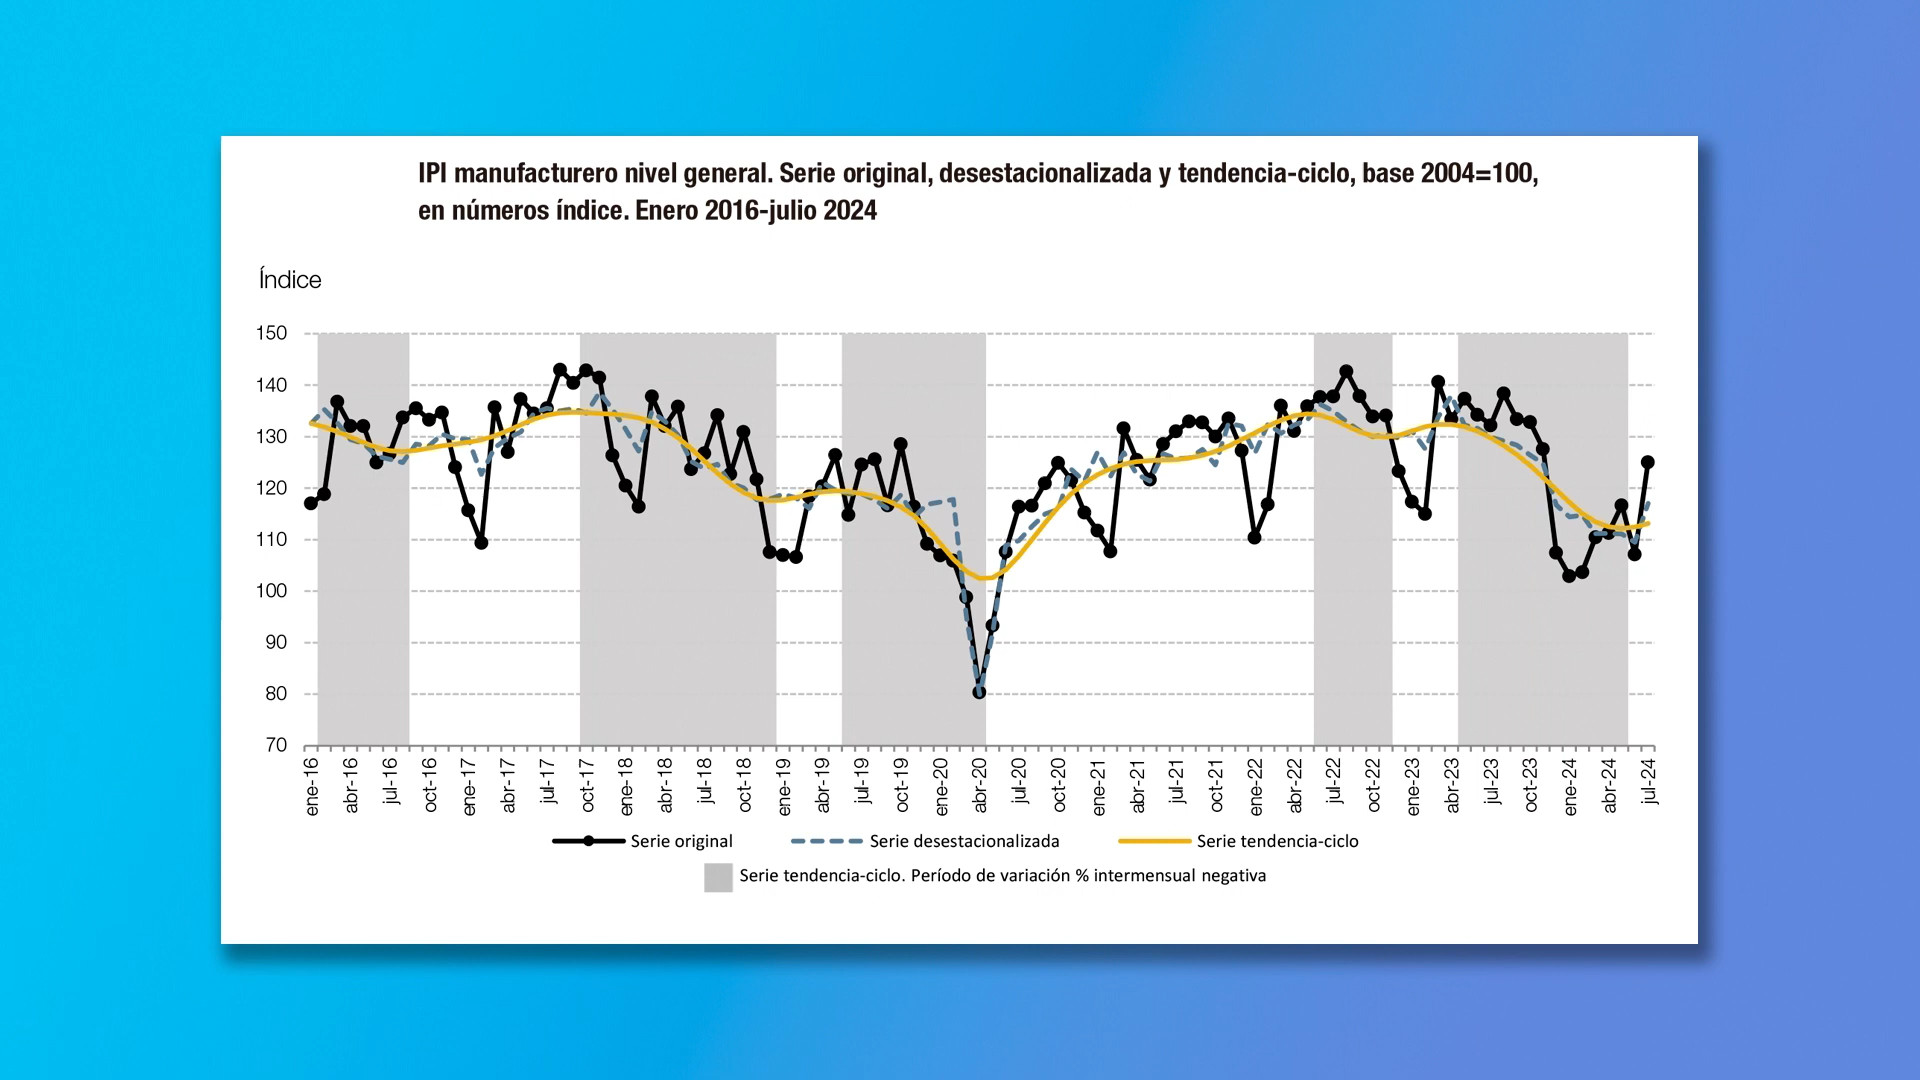 IPI manufacturero nivel general. Serie original, desestacionalizada y tendencia-ciclo, base 2004=100,
en números índice. Enero 2016-julio 2024
Índice
150
140
130
120
110
100
90
80
70
ene-16
abr-16
jul-16
oct-16
ene-17
abr-17
jul-17
oct-17
ene-18
abr-18
jul-18
oct-18
ene-19
abr-19
jul-19
oct-19
ene-20
abr-20
jul-20
oct-20
ene-21
abr-21
jul-21
oct-21
ene-22
abr-22
jul-22
oct-22
ene-23
abr-23
jul-23
oct-23
ene-24
abr-24
jul-24
Serie original
Serie desestacionalizada
Serie tendencia-ciclo
Serie tendencia-ciclo. Período de variación % intermensual negativa